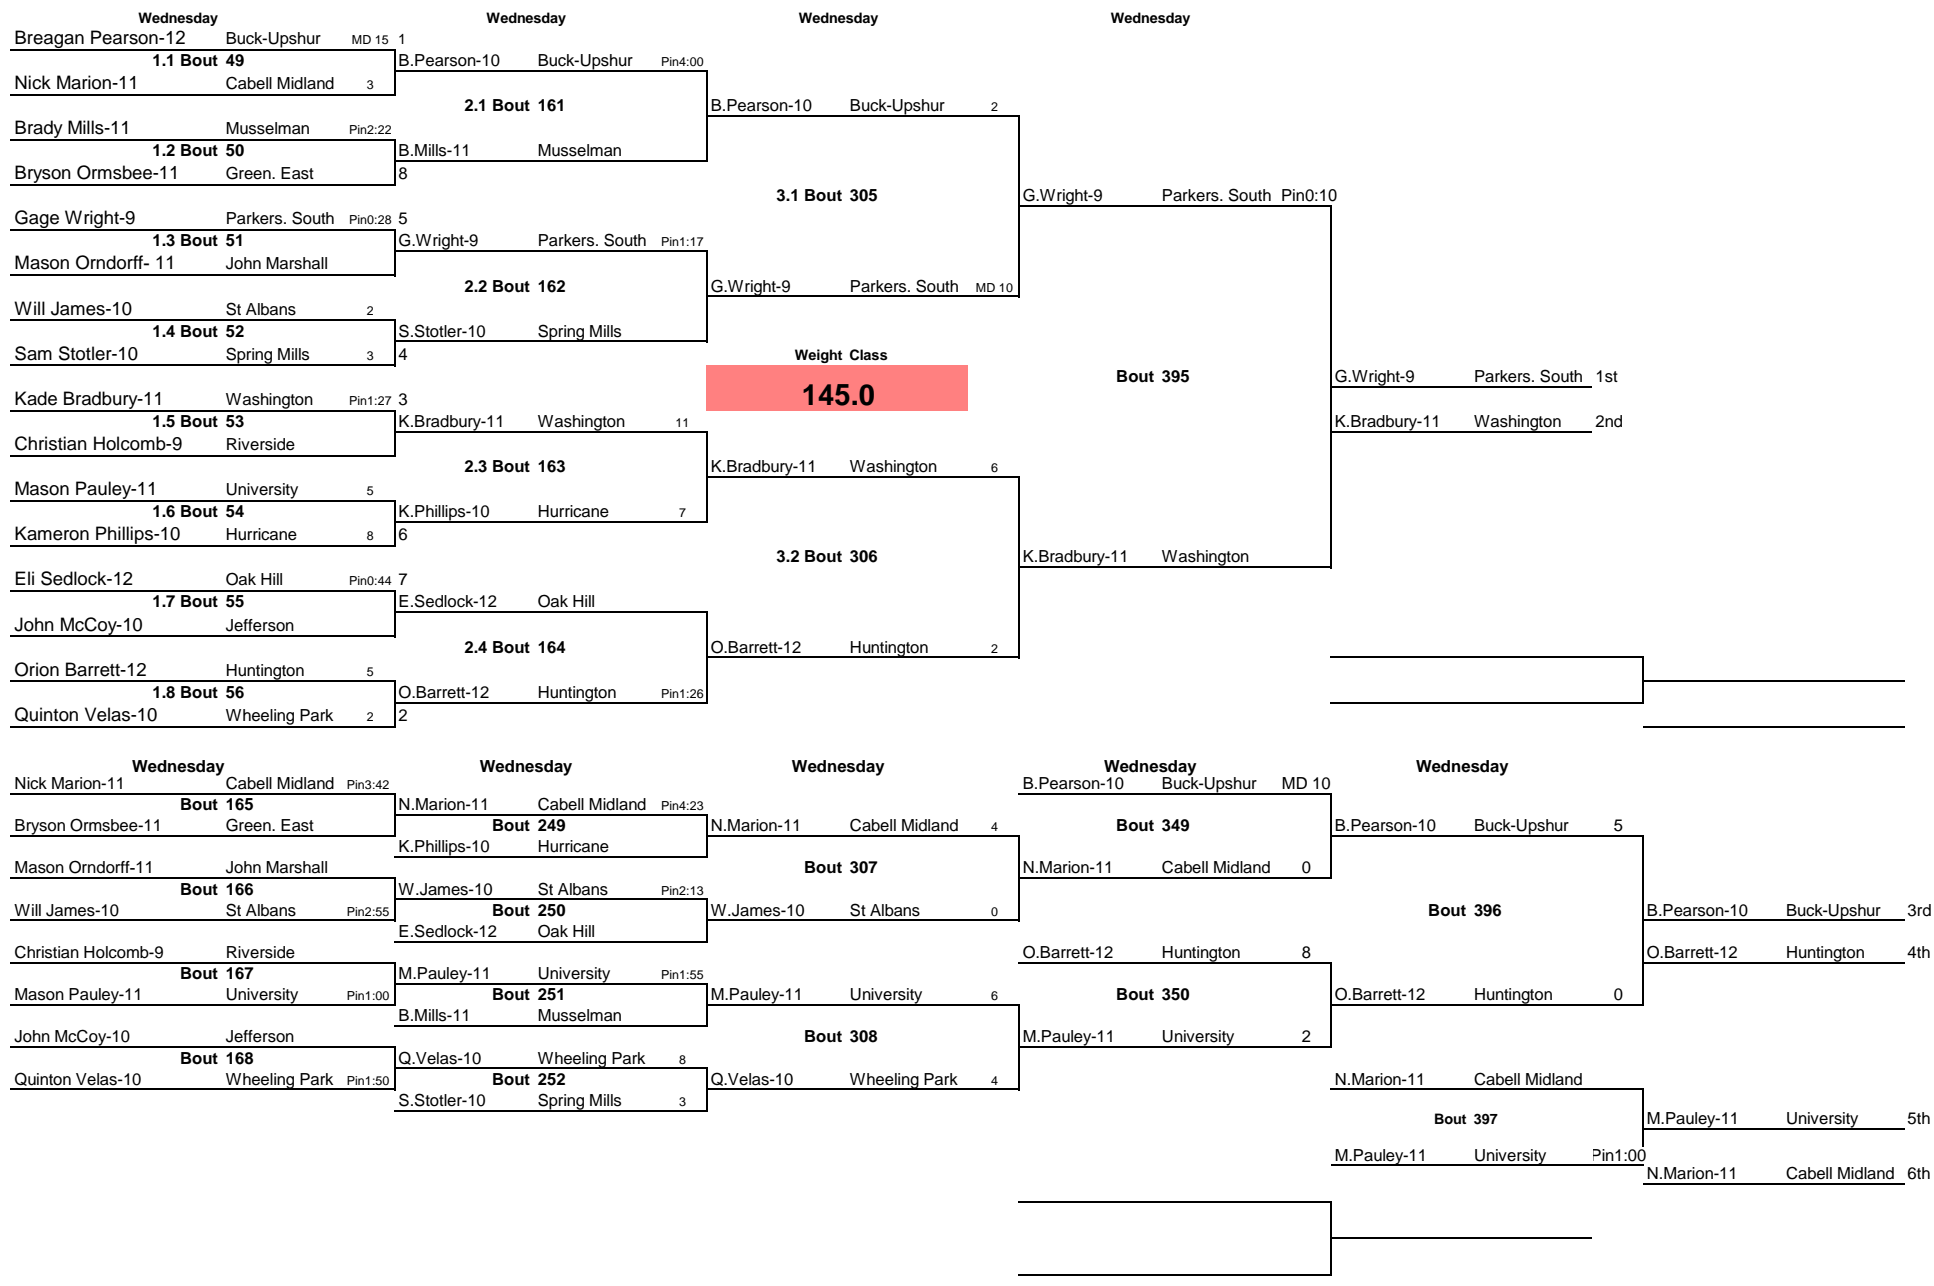 Wednesday Wednesday Wednesday Wednesday
Breagan Pearson-12 Buck-Upshur MD 15 1
1.1 Bout 49 B.Pearson-10 Buck-Upshur Pin4:00
Nick Marion-11 Cabell Midland 3
2.1 Bout 161 B.Pearson-10 Buck-Upshur 2
Brady Mills-11 Musselman Pin2:22
1.2 Bout 50 B.Mills-11 Musselman
Bryson Ormsbee-11 Green. East 8
3.1 Bout 305 G.Wright-9 Parkers. South Pin0:10
Gage Wright-9 Parkers. South Pin0:28 5
1.3 Bout 51 G.Wright-9 Parkers. South Pin1:17
Mason Orndorff- 11 John Marshall
2.2 Bout 162 G.Wright-9 Parkers. South MD 10
Will James-10 St Albans 2
1.4 Bout 52 S.Stotler-10 Spring Mills
Sam Stotler-10 Spring Mills 3 4 Weight Class
Bout 395 G.Wright-9 Parkers. South 1st
Kade Bradbury-11 Washington Pin1:27 3 145.0
1.5 Bout 53 K.Bradbury-11 Washington 11 K.Bradbury-11 Washington 2nd
Christian Holcomb-9 Riverside
2.3 Bout 163 K.Bradbury-11 Washington 6
Mason Pauley-11 University 5
1.6 Bout 54 K.Phillips-10 Hurricane 7
Kameron Phillips-10 Hurricane 8 6
3.2 Bout 306 K.Bradbury-11 Washington
Eli Sedlock-12 Oak Hill Pin0:44 7
1.7 Bout 55 E.Sedlock-12 Oak Hill
John McCoy-10 Jefferson
2.4 Bout 164 O.Barrett-12 Huntington 2
Orion Barrett-12 Huntington 5
1.8 Bout 56 O.Barrett-12 Huntington Pin1:26
Quinton Velas-10 Wheeling Park 2 2
Wednesday Wednesday Wednesday Wednesday Wednesday
Nick Marion-11 Cabell Midland Pin3:42 B.Pearson-10 Buck-Upshur MD 10
Bout 165 N.Marion-11 Cabell Midland Pin4:23
Bryson Ormsbee-11 Green. East Bout 249 N.Marion-11 Cabell Midland 4 Bout 349 B.Pearson-10 Buck-Upshur 5
K.Phillips-10 Hurricane
Mason Orndorff-11 John Marshall Bout 307 N.Marion-11 Cabell Midland 0
Bout 166 W.James-10 St Albans Pin2:13
Will James-10 St Albans Pin2:55 Bout 250 W.James-10 St Albans 0 Bout 396 B.Pearson-10 Buck-Upshur 3rd
E.Sedlock-12 Oak Hill
Christian Holcomb-9 Riverside O.Barrett-12 Huntington 8 O.Barrett-12 Huntington 4th
Bout 167 M.Pauley-11 University Pin1:55
Mason Pauley-11 University Pin1:00 Bout 251 M.Pauley-11 University 6 Bout 350 O.Barrett-12 Huntington 0
B.Mills-11 Musselman
John McCoy-10 Jefferson Bout 308 M.Pauley-11 University 2
Bout 168 Q.Velas-10 Wheeling Park 8
Quinton Velas-10 Wheeling Park Pin1:50 Bout 252 Q.Velas-10 Wheeling Park 4 N.Marion-11 Cabell Midland
S.Stotler-10 Spring Mills 3
Bout 397 M.Pauley-11 University 5th
M.Pauley-11 University Pin1:00
N.Marion-11 Cabell Midland 6th